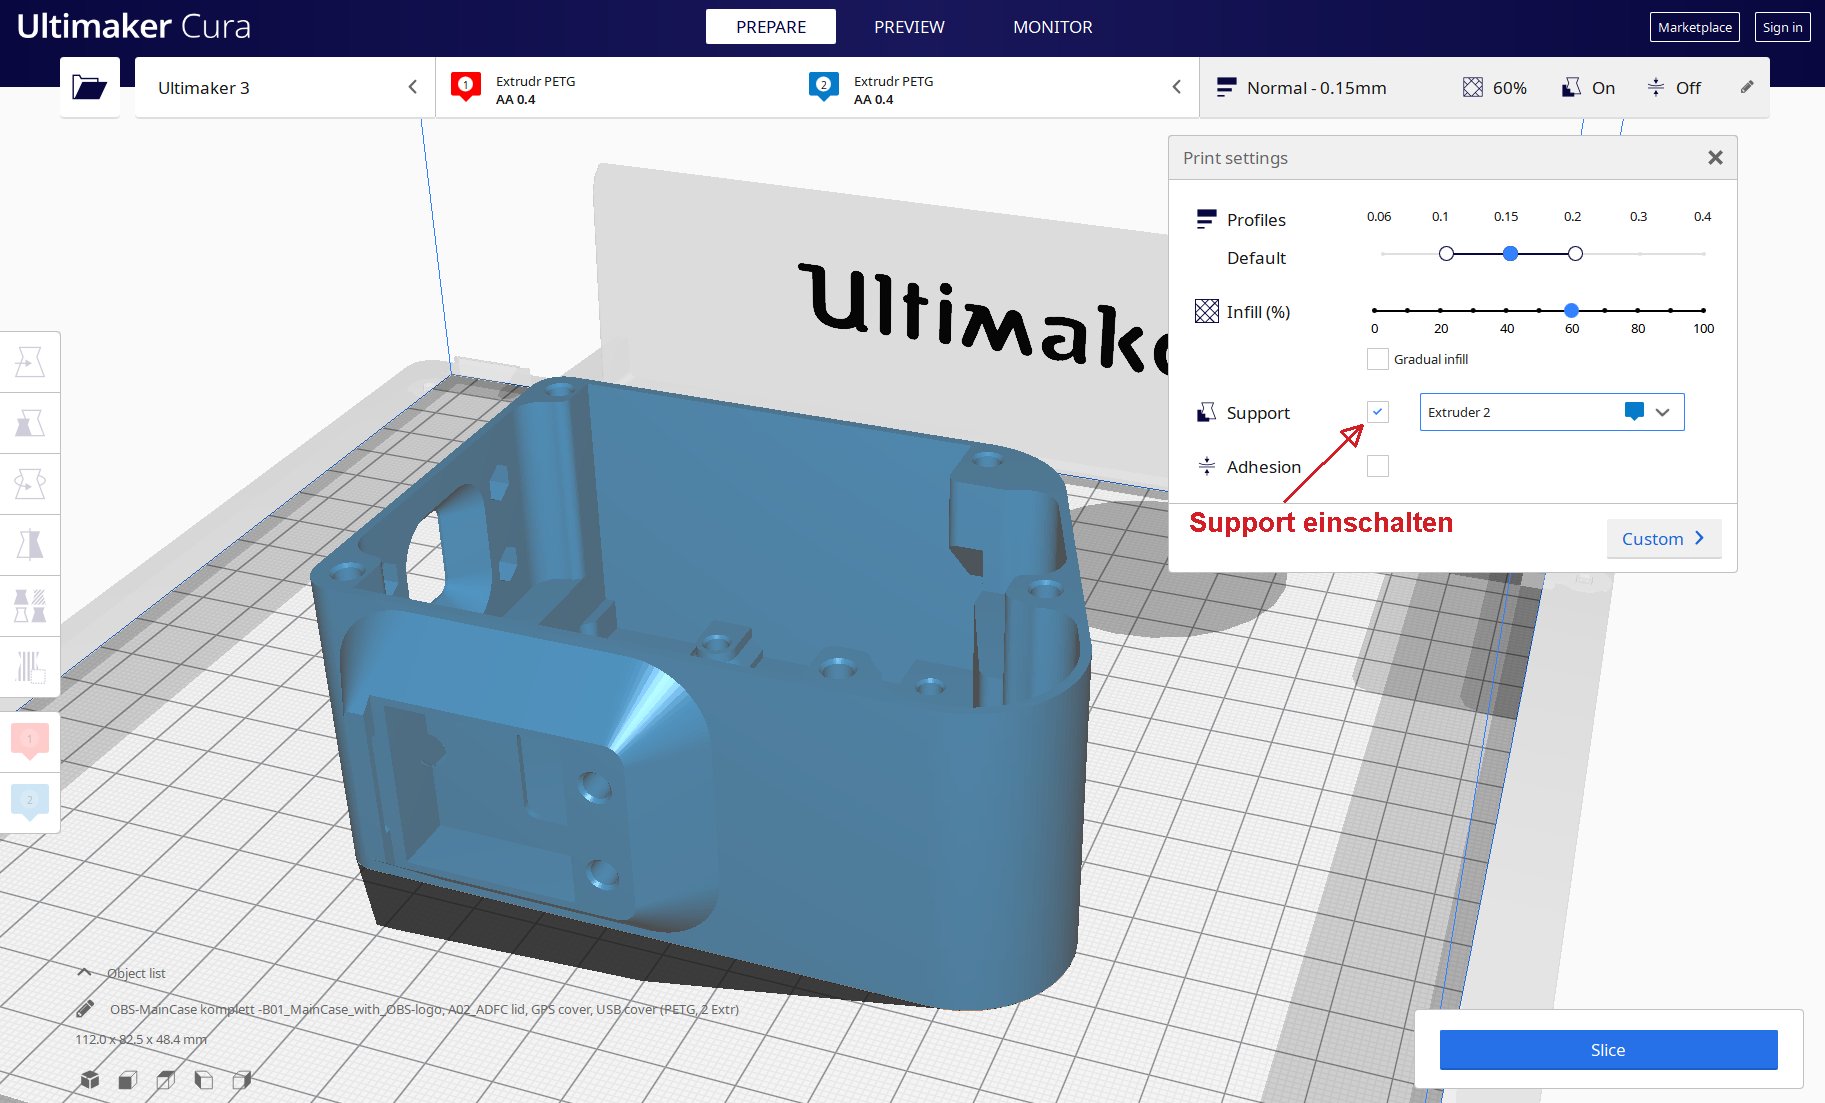 Ultimaker Cura
PREPARE
PREVIEW
MONITOR
Marketplace
Sign in
Ultimaker 3
1
Extrudr PETG
AA 0.4
2
Extrudr PETG
AA 0.4
Normal - 0.15mm
60%
On
Off
Print settings
Profiles
0.06 0.1 0.15 0.2 0.3 0.4
Default
Infill (%)
0 20 40 60 80 100
Gradual infill
Support
Extruder 2
Adhesion
Support einschalten
Custom
1
2
Object list
OBS-MainCase komplett -B01_MainCase_with_OBS-logo, A02_ADFC lid, GPS cover, USB cover (PETG, 2 Extr)
112.0 x 82.5 x 48.4 mm
Slice